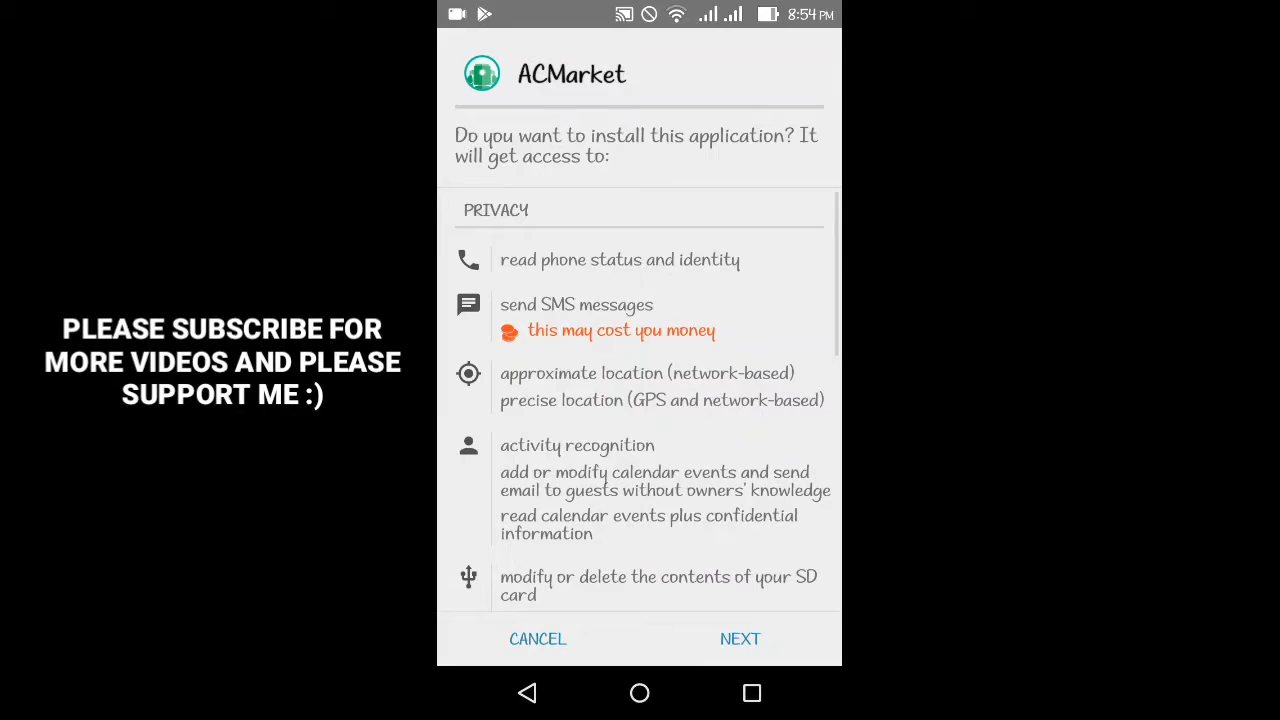 8:54 PM
ACMarket
Do you want to install this application? It
will get access to:
PRIVACY
read phone status and identity
send SMS messages
this may cost you money
approximate location (network-based)
precise location (GPS and network-based)
activity recognition
add or modify calendar events and send
email to guests without owners' knowledge
read calendar events plus confidential
information
modify or delete the contents of your SD
card
CANCEL NEXT
PLEASE SUBSCRIBE FOR
MORE VIDEOS AND PLEASE
SUPPORT ME :)